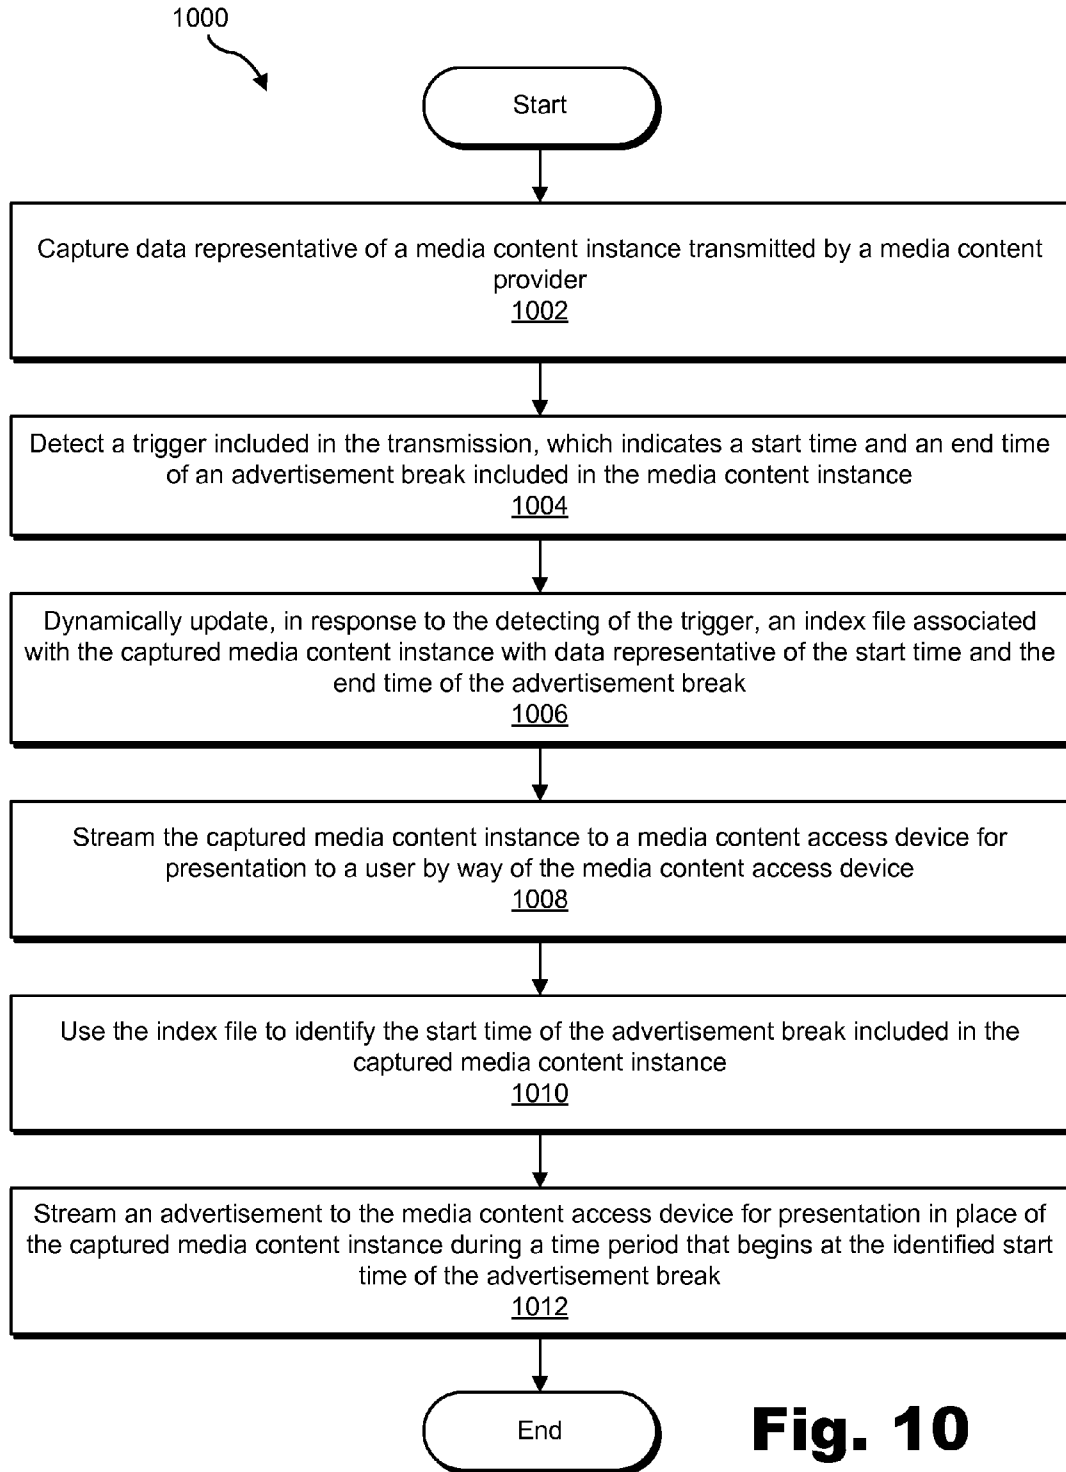 1000
Start
Capture data representative of a media content instance transmitted by a media content
provider
1002
Detect a trigger included in the transmission, which indicates a start time and an end time
of an advertisement break included in the media content instance
1004
Dynamically update, in response to the detecting of the trigger, an index file associated
with the captured media content instance with data representative of the start time and the
end time of the advertisement break
1006
Stream the captured media content instance to a media content access device for
presentation to a user by way of the media content access device
1008
Use the index file to identify the start time of the advertisement break included in the
captured media content instance
1010
Stream an advertisement to the media content access device for presentation in place of
the captured media content instance during a time period that begins at the identified start
time of the advertisement break
1012
End
Fig. 10